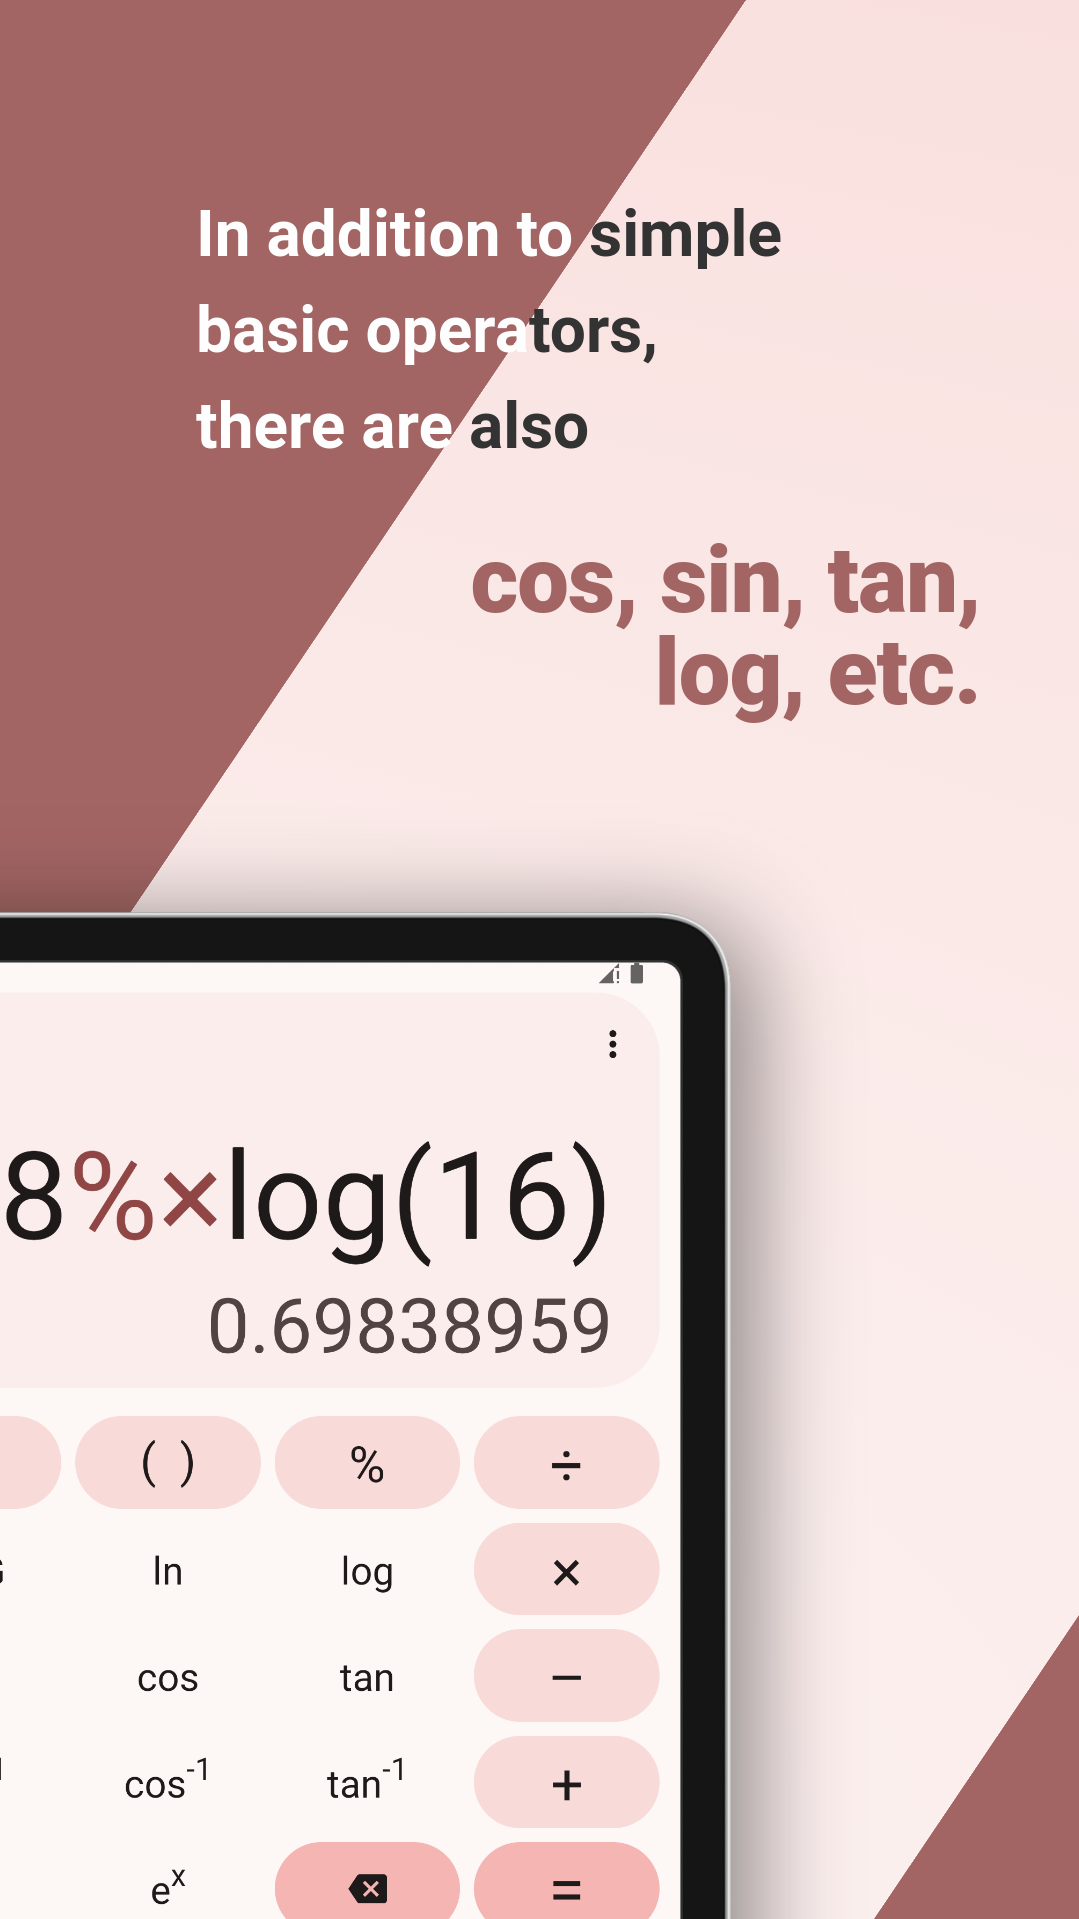 In addition to simple
basic operators,
there are also
cos, sin, tan,
log, etc.
8%×log(16)
0.69838959
( ) % ÷
ln log ×
cos tan −
cos⁻¹ tan⁻¹ +
eˣ =